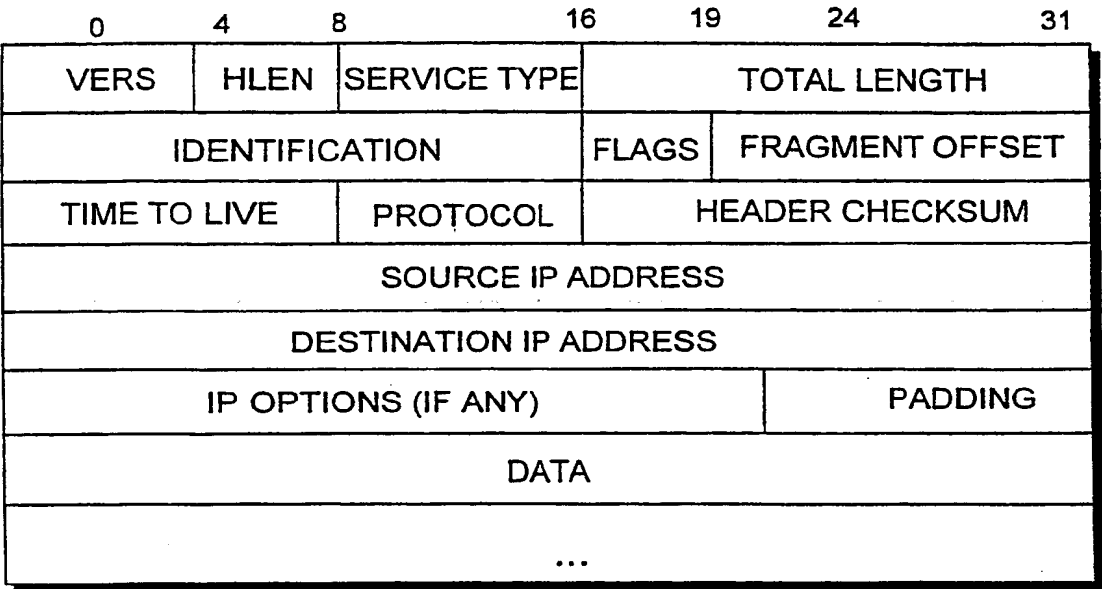 0 4 8 16 19 24 31
VERS HLEN SERVICE TYPE TOTAL LENGTH
IDENTIFICATION FLAGS FRAGMENT OFFSET
TIME TO LIVE PROTOCOL HEADER CHECKSUM
SOURCE IP ADDRESS
DESTINATION IP ADDRESS
IP OPTIONS (IF ANY) PADDING
DATA
...